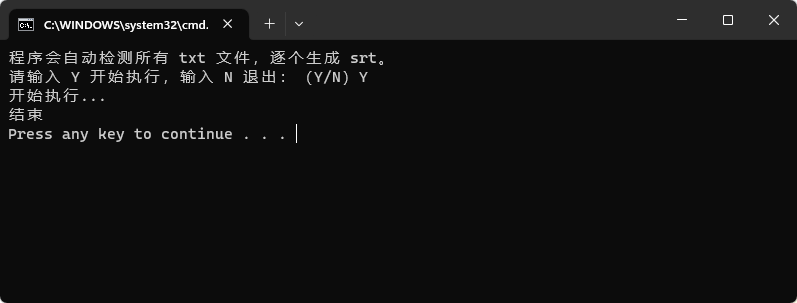 C:\WINDOWS\system32\cmd.
程序会自动检测所有 txt 文件，逐个生成 srt。
请输入 Y 开始执行，输入 N 退出： (Y/N) Y
开始执行...
结束
Press any key to continue . . .